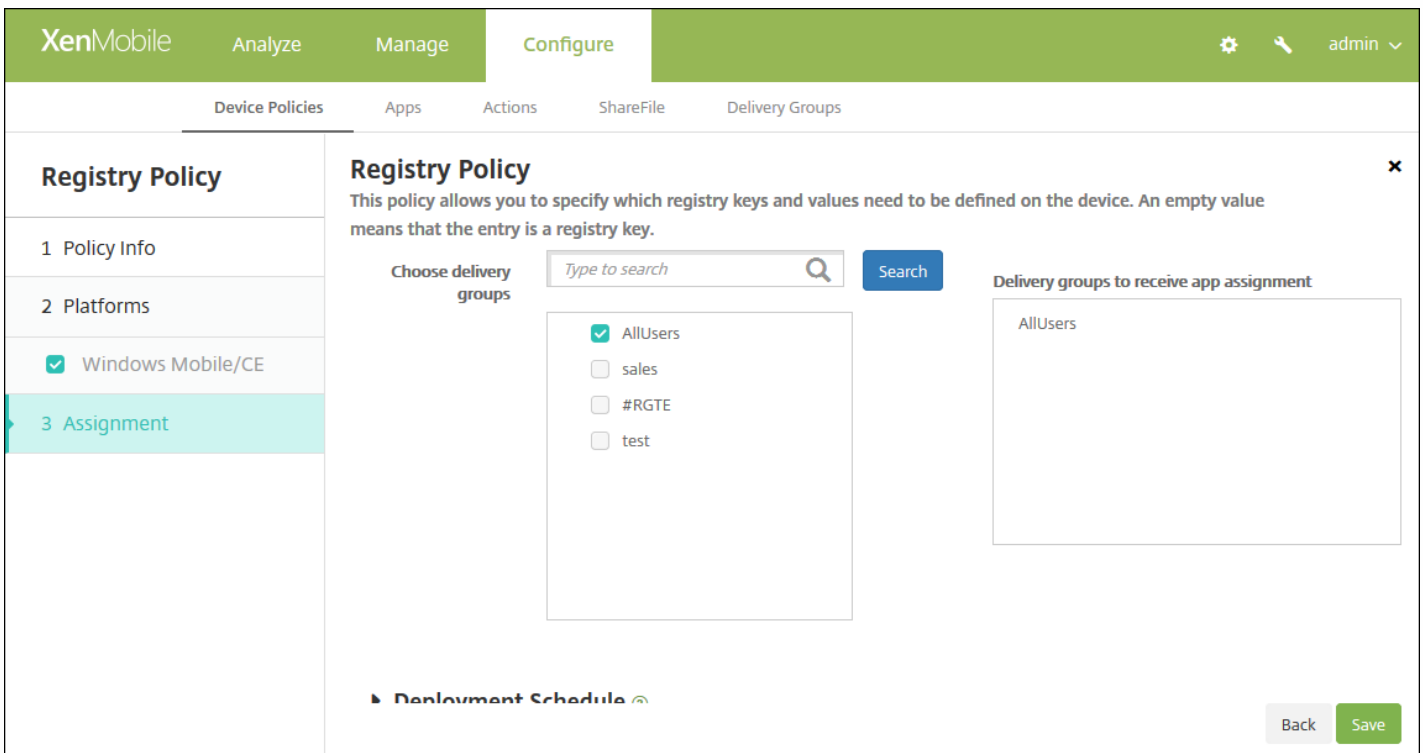 XenMobile Analyze Manage Configure admin
Device Policies Apps Actions ShareFile Delivery Groups
Registry Policy
1 Policy Info
2 Platforms
Windows Mobile/CE
3 Assignment
Registry Policy
This policy allows you to specify which registry keys and values need to be defined on the device. An empty value
means that the entry is a registry key.
Choose delivery
groups
Type to search
Search
AllUsers
sales
#RGTE
test
Delivery groups to receive app assignment
AllUsers
Deployment Schedule
Back Save